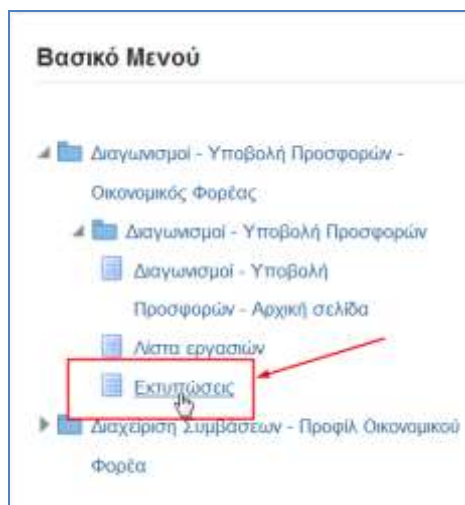 Βασικό Μενού
Διαγωνισμοί - Υποβολή Προσφορών -
Οικονομικός Φορέας
Διαγωνισμοί - Υποβολή Προσφορών
Διαγωνισμοί - Υποβολή
Προσφορών - Αρχική σελίδα
Λίστα εργασιών
Εκτυπώσεις
Διαχείριση Συμβάσεων - Προφίλ Οικονομικού
Φορέα